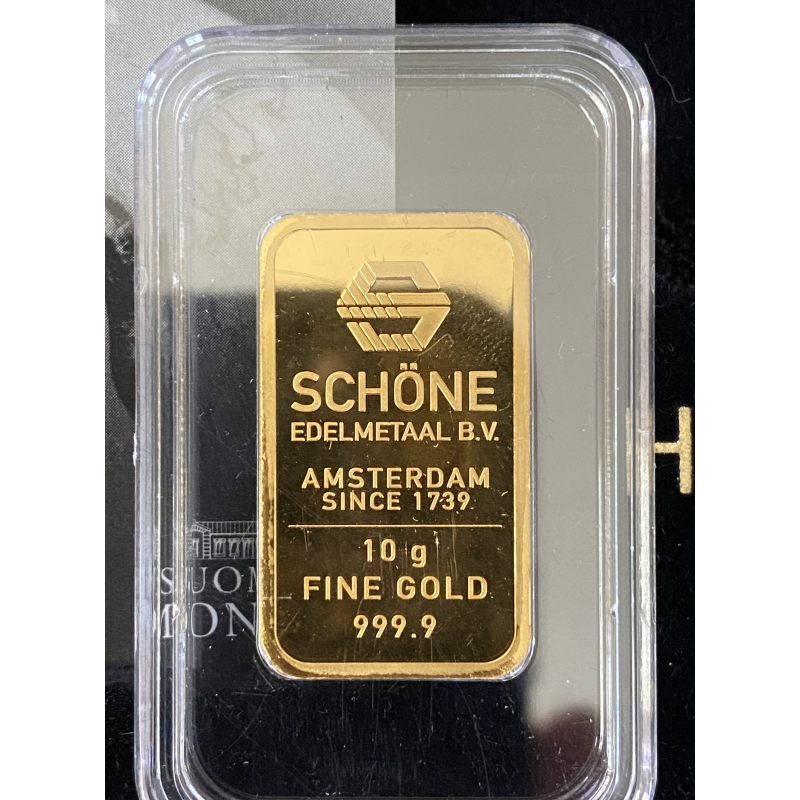 SCHÖNE
EDELMETAAL B.V.
AMSTERDAM
SINCE 1739
10 g
FINE GOLD
999.9